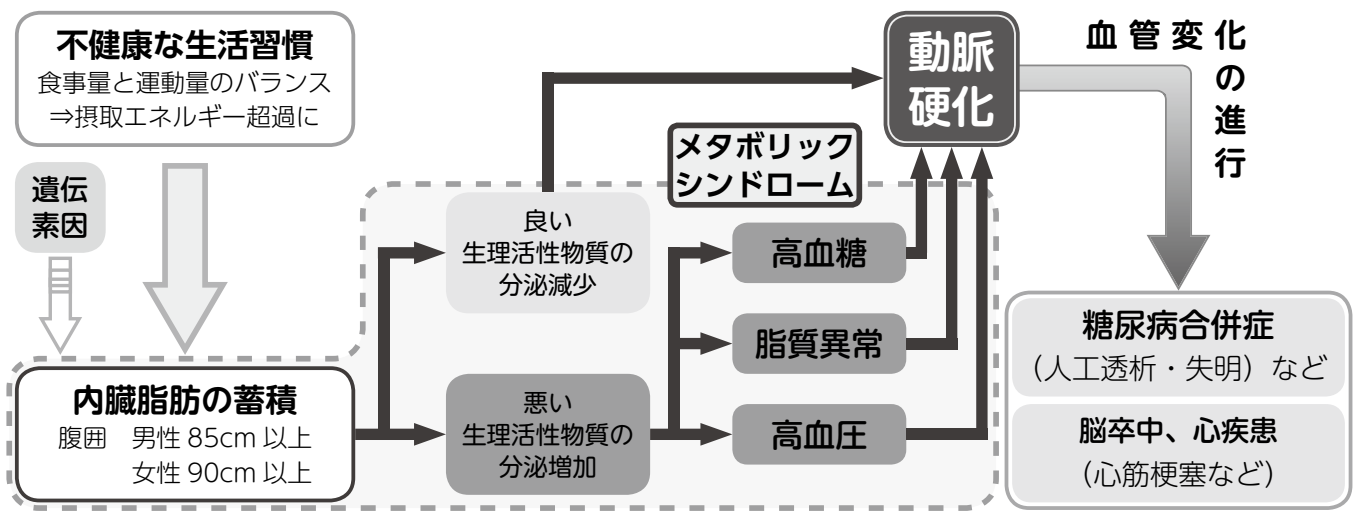 不健康な生活習慣
食事量と運動量のバランス
⇒摂取エネルギー超過に
遺伝
素因
内臓脂肪の蓄積
腹囲　男性 85cm 以上
女性 90cm 以上
良い
生理活性物質の
分泌減少
悪い
生理活性物質の
分泌増加
メタボリック
シンドローム
高血糖
脂質異常
高血圧
動脈
硬化
血管変化
の進行
糖尿病合併症
（人工透析・失明）など
脳卒中、心疾患
（心筋梗塞など）